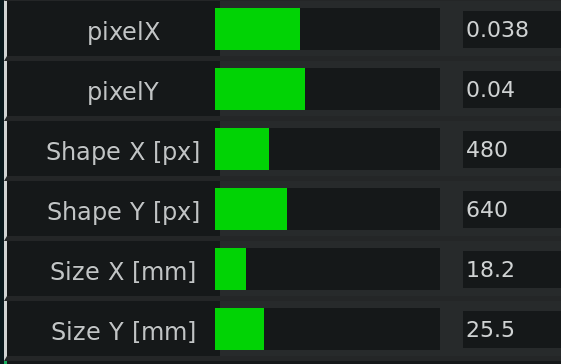 pixelX 0.038
pixelY 0.04
Shape X [px] 480
Shape Y [px] 640
Size X [mm] 18.2
Size Y [mm] 25.5